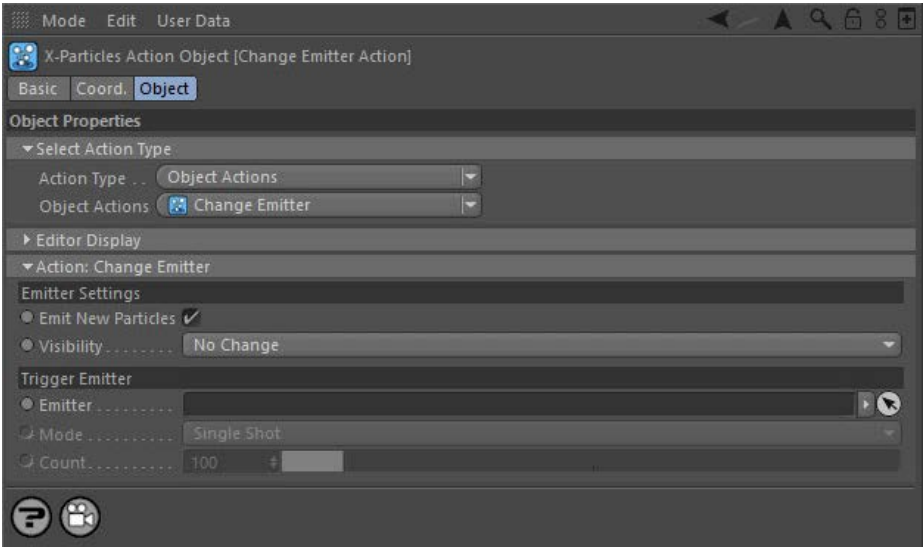 Mode Edit User Data
X-Particles Action Object [Change Emitter Action]
Basic Coord. Object
Object Properties
Select Action Type
Action Type . . Object Actions
Object Actions Change Emitter
Editor Display
Action: Change Emitter
Emitter Settings
Emit New Particles
Visibility . . . . . . . . No Change
Trigger Emitter
Emitter . . . . . . . . .
Mode . . . . . . . . . . Single Shot
Count. . . . . . . . . . 100